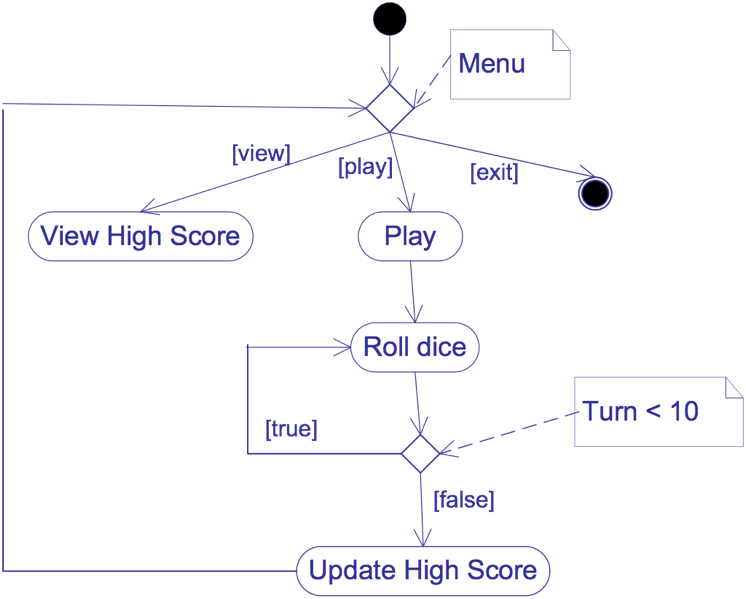 Menu
[view]
[play]
[exit]
View High Score
Play
Roll dice
Turn < 10
[true]
[false]
Update High Score